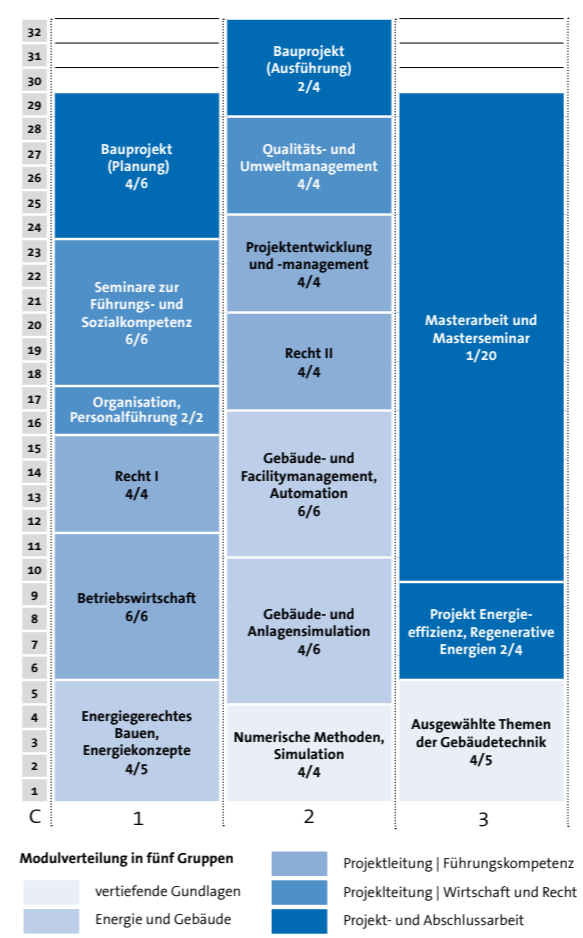 32
31
30
29
28
27
26
25
24
23
22
21
20
19
18
17
16
15
14
13
12
11
10
9
8
7
6
5
4
3
2
1
C
Bauprojekt
(Planung)
4/6
Seminare zur
Führungs- und
Sozialkompetenz
6/6
Organisation,
Personalführung 2/2
Recht I
4/4
Betriebswirtschaft
6/6
Energiegerechtes
Bauen,
Energiekonzepte
4/5
1
Bauprojekt
(Ausführung)
2/4
Qualitäts- und
Umweltmanagement
4/4
Projektentwicklung
und -management
4/4
Recht II
4/4
Gebäude- und
Facilitymanagement,
Automation
6/6
Gebäude- und
Anlagensimulation
4/6
Numerische Methoden,
Simulation
4/4
2
Masterarbeit und
Masterseminar
1/20
Projekt Energie-
effizienz, Regenerative
Energien 2/4
Ausgewählte Themen
der Gebäudetechnik
4/5
3
Modulverteilung in fünf Gruppen
vertiefende Gundlagen
Energie und Gebäude
Projektleitung | Führungskompetenz
Projeklteitung | Wirtschaft und Recht
Projekt- und Abschlussarbeit